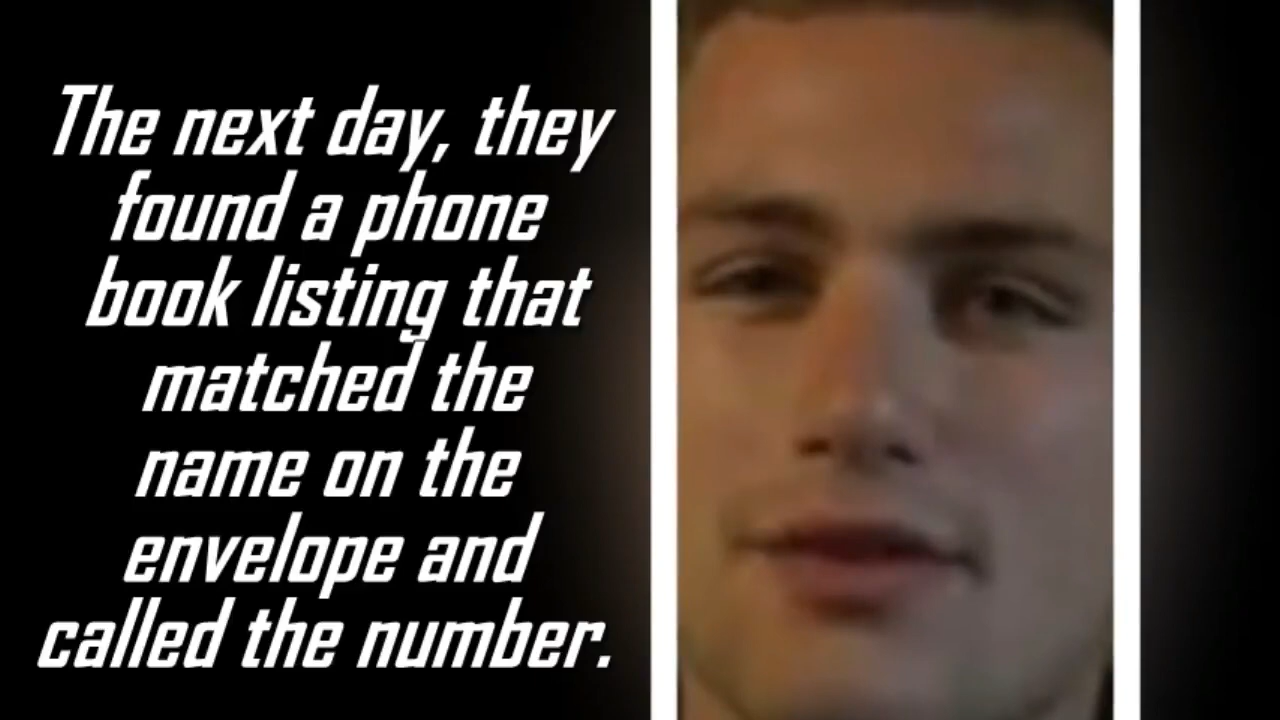 The next day, they
found a phone
book listing that
matched the
name on the
envelope and
called the number.